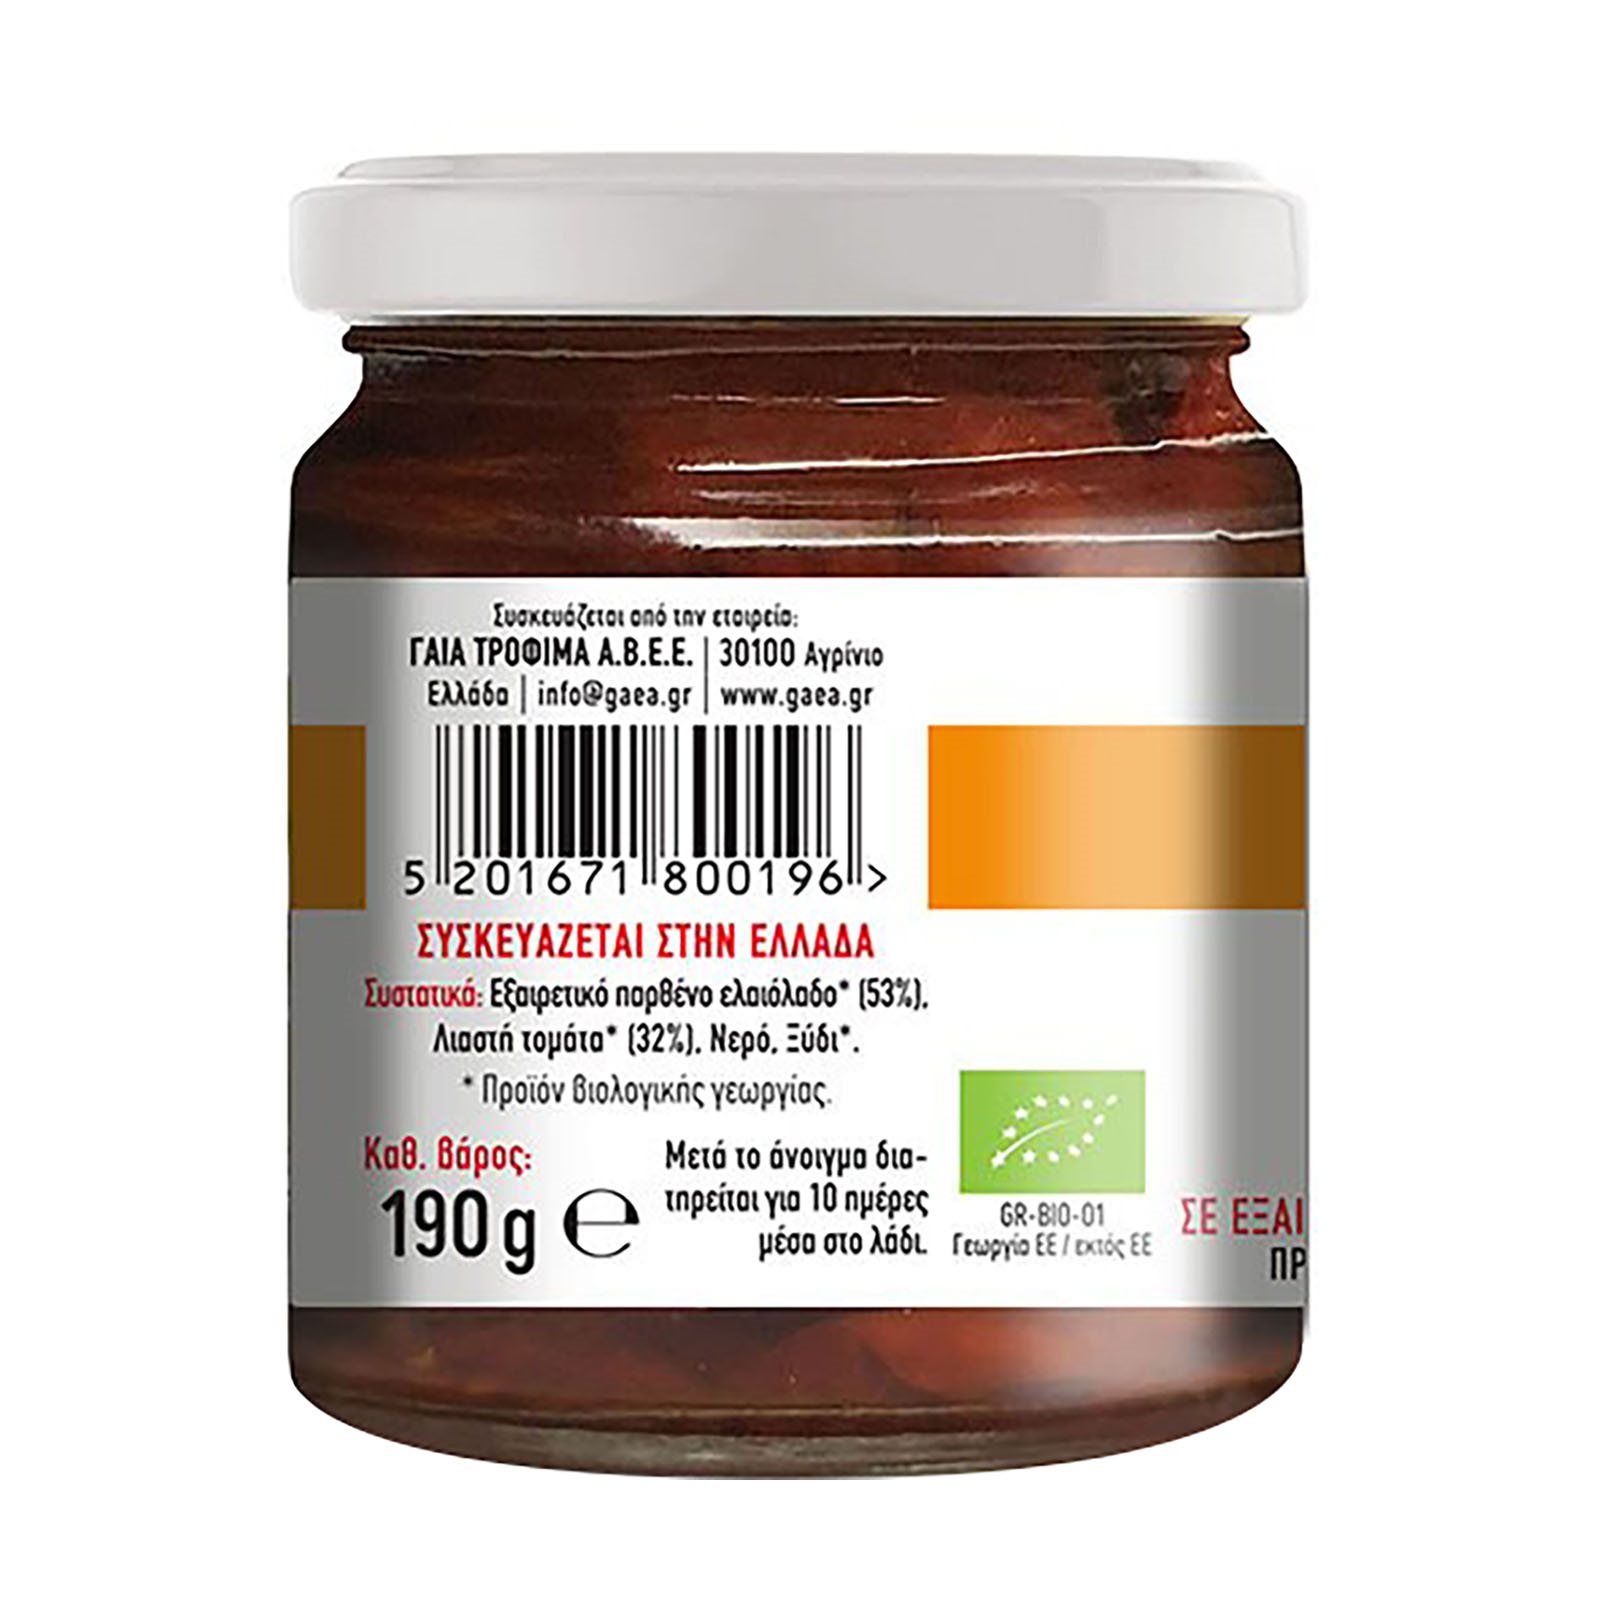 Συσκευάζεται από την εταιρεία:
ΓΑΙΑ ΤΡΟΦΙΜΑ Α.Β.Ε.Ε. | 30100 Αγρίνιο
Ελλάδα | info@gaea.gr | www.gaea.gr
5 201671 800196 >
ΣΥΣΚΕΥΑΖΕΤΑΙ ΣΤΗΝ ΕΛΛΑΔΑ
Συστατικά: Εξαιρετικό παρθένο ελαιόλαδο* (53%),
Λιαστή τομάτα* (32%), Νερό, Ξύδι*.
* Προϊόν βιολογικής γεωργίας.
Καθ. βάρος:
190 g e
Μετά το άνοιγμα δια-
τηρείται για 10 ημέρες
μέσα στο λάδι.
GR-BIO-01
Γεωργία ΕΕ / εκτός ΕΕ
ΣΕ ΕΞΑΙ
ΠΡ